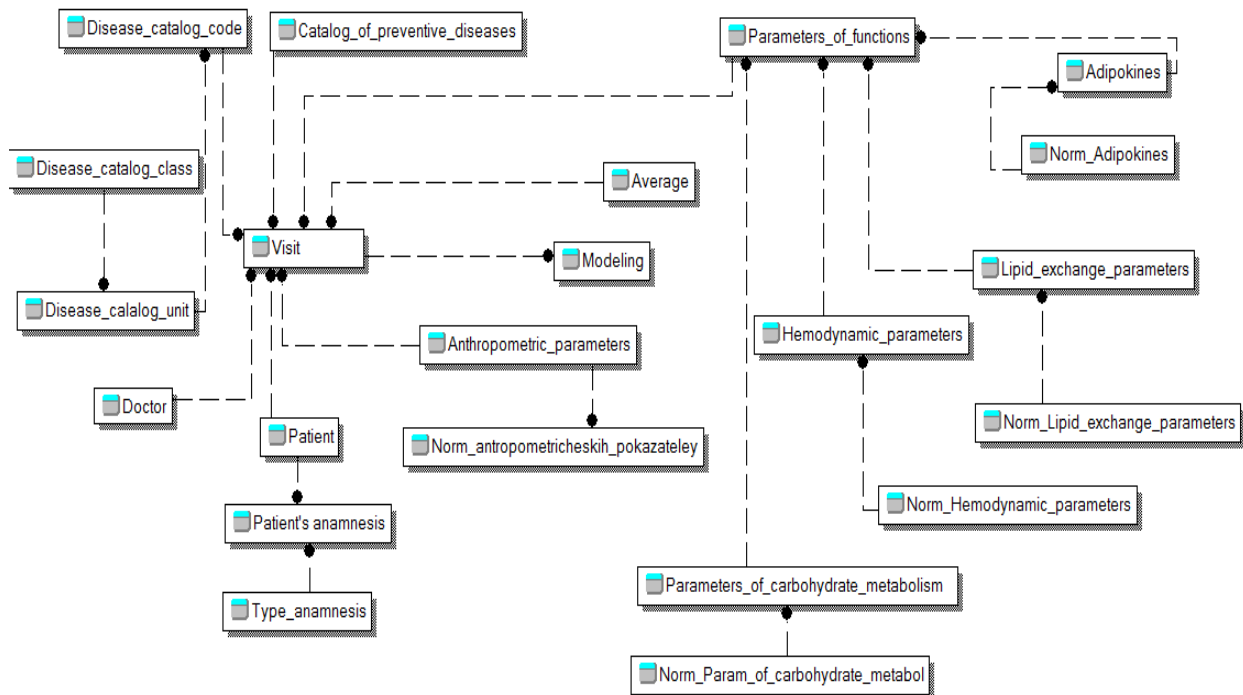 Disease_catalog_code
Catalog_of_preventive_diseases
Parameters_of_functions
Adipokines
Disease_catalog_class
Norm_Adipokines
Average
Visit
Modeling
Lipid_exchange_parameters
Disease_calalog_unit
Anthropometric_parameters
Hemodynamic_parameters
Doctor
Patient
Norm_antropometricheskih_pokazateley
Norm_Lipid_exchange_parameters
Patient's anamnesis
Norm_Hemodynamic_parameters
Type_anamnesis
Parameters_of_carbohydrate_metabolism
Norm_Param_of_carbohydrate_metabol